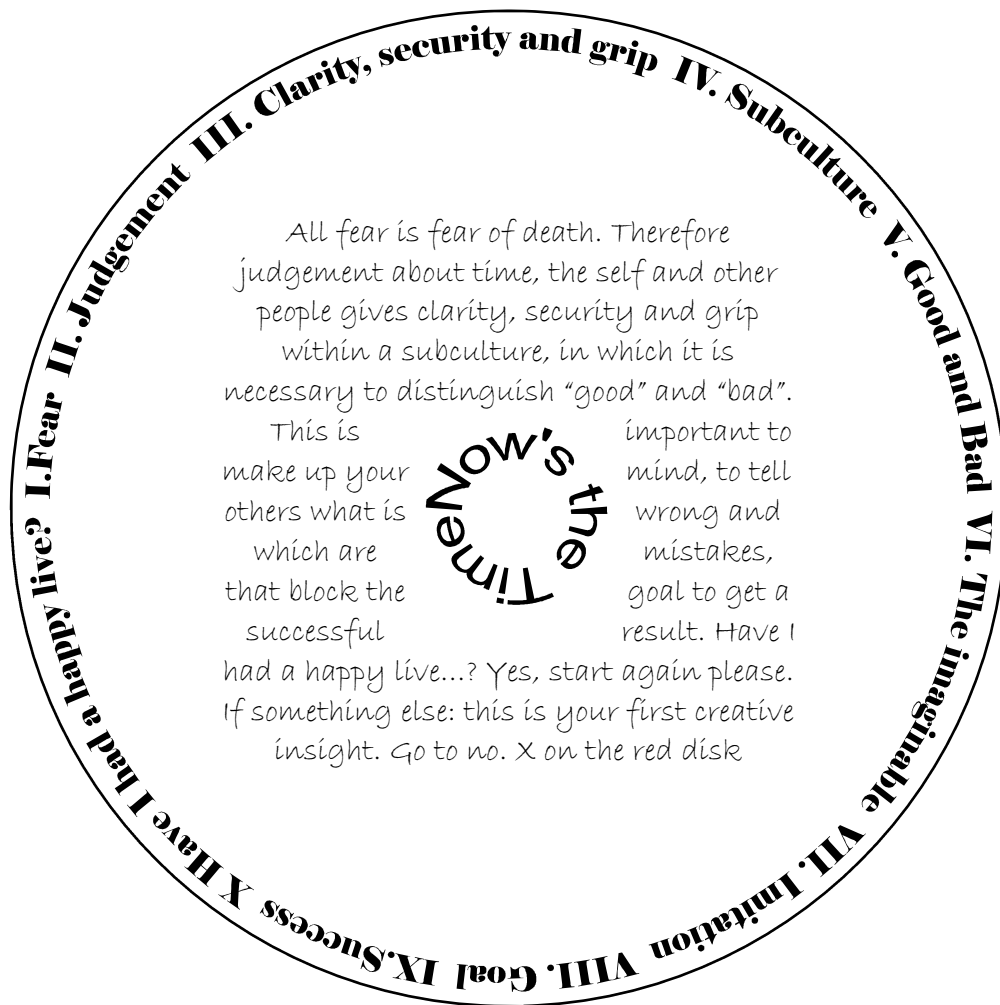 I.Fear II. Judgement III. Clarity, security and grip IV. Subculture V. Good and Bad VI. The imaginable VII. Imitation VIII. Goal IX.Success X Have I had a happy live?
All fear is fear of death. Therefore
judgement about time, the self and other
people gives clarity, security and grip
within a subculture, in which it is
necessary to distinguish “good” and “bad”.
This is important to
make up your mind, to tell
others what is wrong and
which are mistakes,
that block the goal to get a
successful result. Have I
had a happy live...? Yes, start again please.
If something else: this is your first creative
insight. Go to no. X on the red disk
Now's the Time